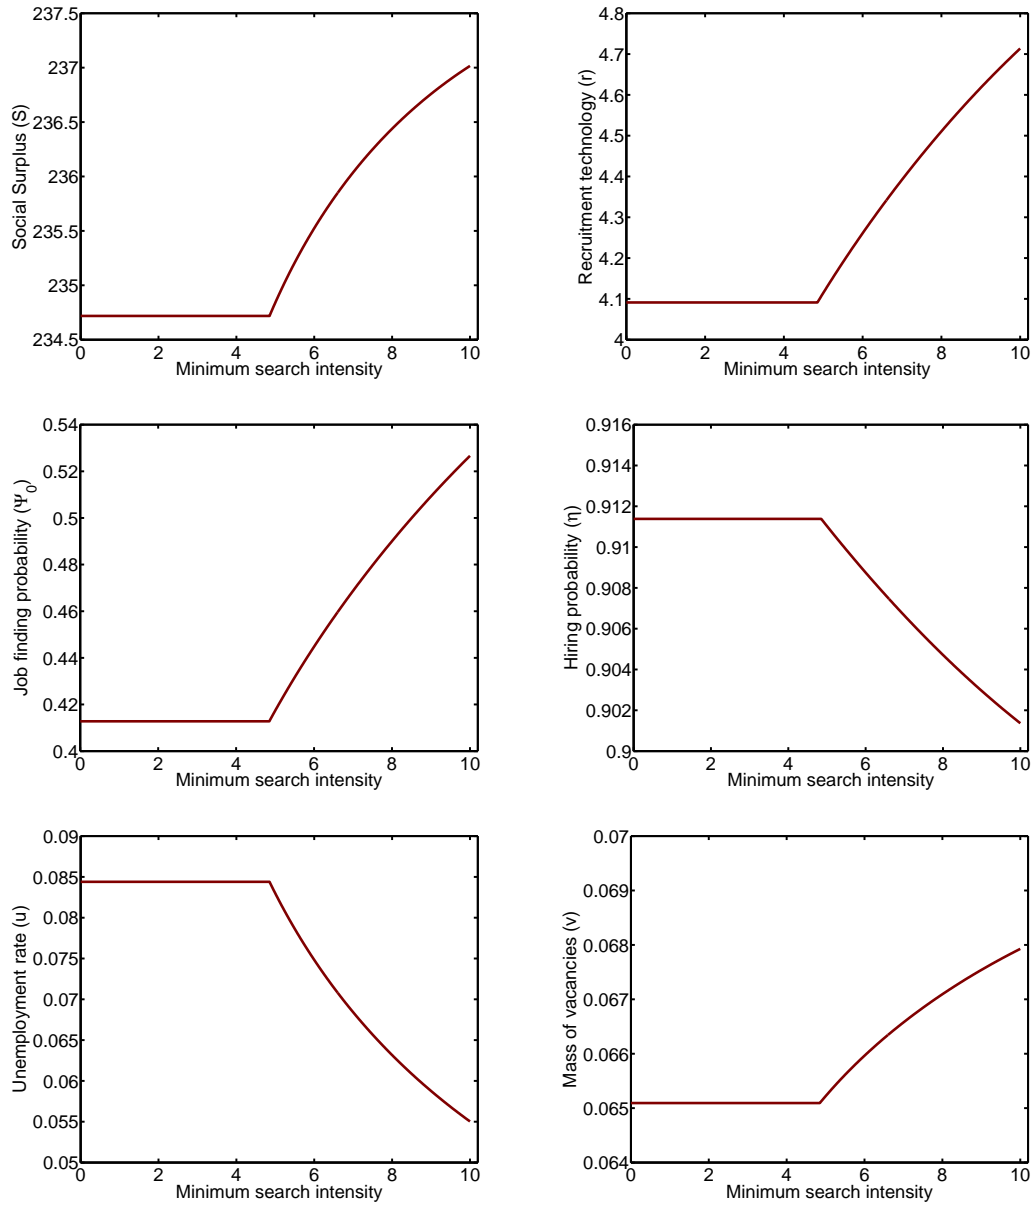 237.5
237
236.5
236
235.5
235
234.5
0 2 4 6 8 10
Minimum search intensity
Social Surplus (S)
4.8
4.7
4.6
4.5
4.4
4.3
4.2
4.1
4
0 2 4 6 8 10
Minimum search intensity
Recruitment technology (r)
0.54
0.52
0.5
0.48
0.46
0.44
0.42
0.4
0 2 4 6 8 10
Minimum search intensity
Job finding probability (Ψ_0)
0.916
0.914
0.912
0.91
0.908
0.906
0.904
0.902
0.9
0 2 4 6 8 10
Minimum search intensity
Hiring probability (η)
0.09
0.085
0.08
0.075
0.07
0.065
0.06
0.055
0.05
0 2 4 6 8 10
Minimum search intensity
Unemployment rate (u)
0.07
0.069
0.068
0.067
0.066
0.065
0.064
0 2 4 6 8 10
Minimum search intensity
Mass of vacancies (v)